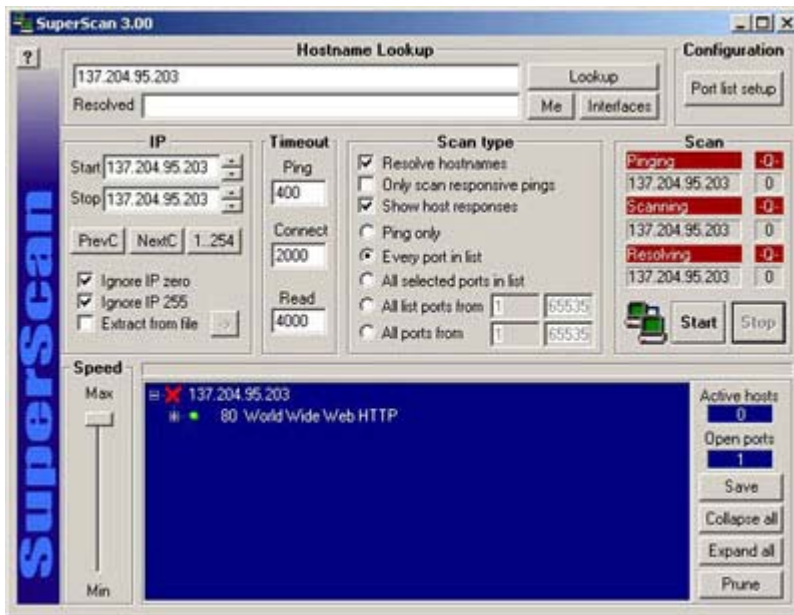 SuperScan 3.00
?
SuperScan
Hostname Lookup
137.204.95.203
Lookup
Resolved
Me
Interfaces
Configuration
Port list setup
IP
Start 137.204.95.203
Stop 137.204.95.203
PrevC NextC 1..254
Ignore IP zero
Ignore IP 255
Extract from file ->
Timeout
Ping
400
Connect
2000
Read
4000
Scan type
Resolve hostnames
Only scan responsive pings
Show host responses
Ping only
Every port in list
All selected ports in list
All list ports from 1 65535
All ports from 1 65535
Scan
Pinging -Q-
137.204.95.203 0
Scanning -Q-
137.204.95.203 0
Resolving -Q-
137.204.95.203 0
Start Stop
Speed
Max
Min
137.204.95.203
80 World Wide Web HTTP
Active hosts
0
Open ports
1
Save
Collapse all
Expand all
Prune